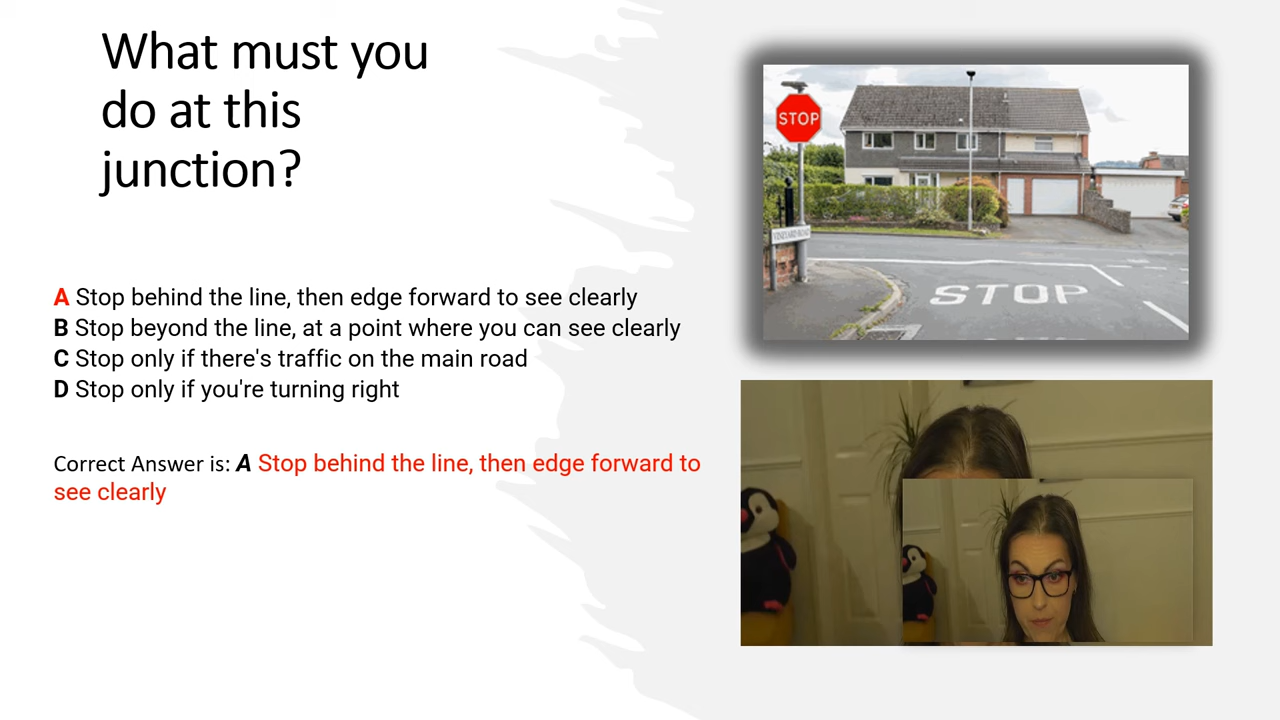 What must you
do at this
junction?
A Stop behind the line, then edge forward to see clearly
B Stop beyond the line, at a point where you can see clearly
C Stop only if there's traffic on the main road
D Stop only if you're turning right
Correct Answer is: A Stop behind the line, then edge forward to
see clearly
STOP
VINEYARD ROAD
STOP